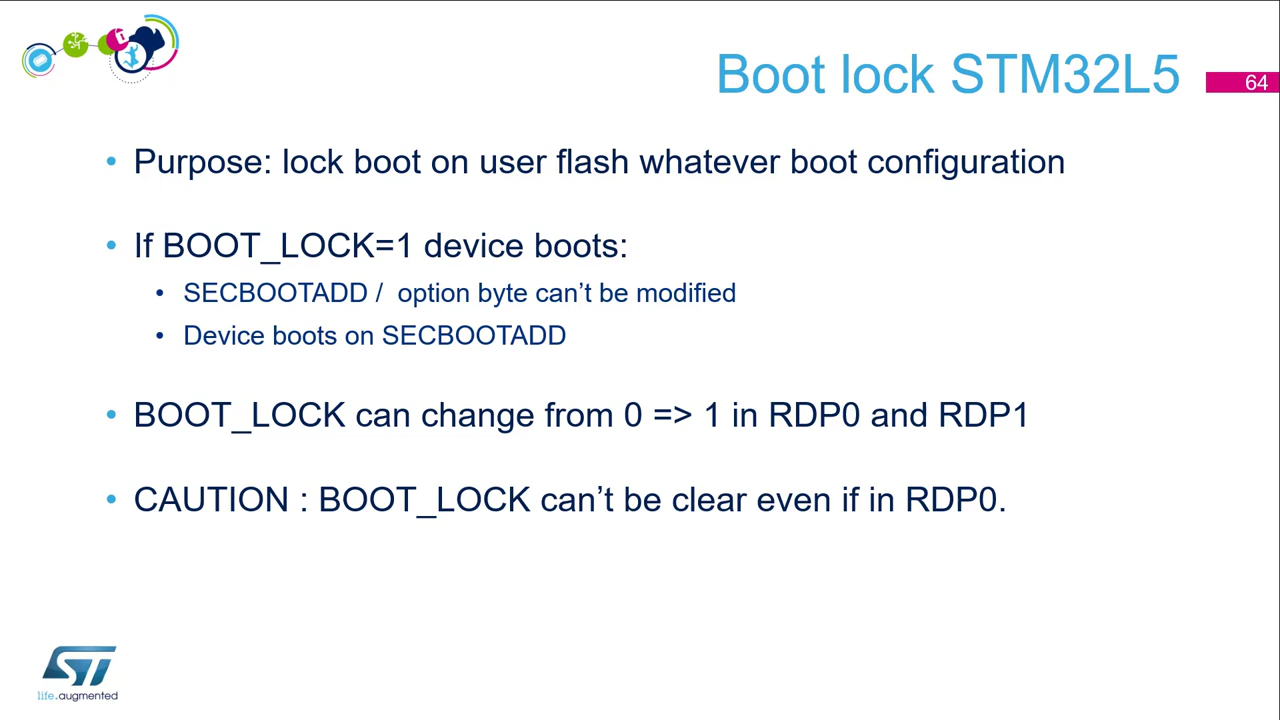 Boot lock STM32L5
64
• Purpose: lock boot on user flash whatever boot configuration
• If BOOT_LOCK=1 device boots:
• SECBOOTADD / option byte can’t be modified
• Device boots on SECBOOTADD
• BOOT_LOCK can change from 0 => 1 in RDP0 and RDP1
• CAUTION : BOOT_LOCK can’t be clear even if in RDP0.
ST
life.augmented